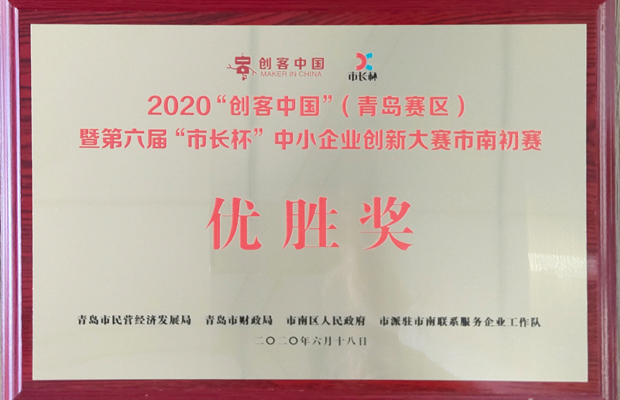 创客中国
MAKER IN CHINA
市长杯
2020“创客中国”（青岛赛区）
暨第六届“市长杯”中小企业创新大赛市南初赛
优胜奖
青岛市民营经济发展局 青岛市财政局 市南区人民政府 市派驻市南联系服务企业工作队
二〇二〇年六月十八日